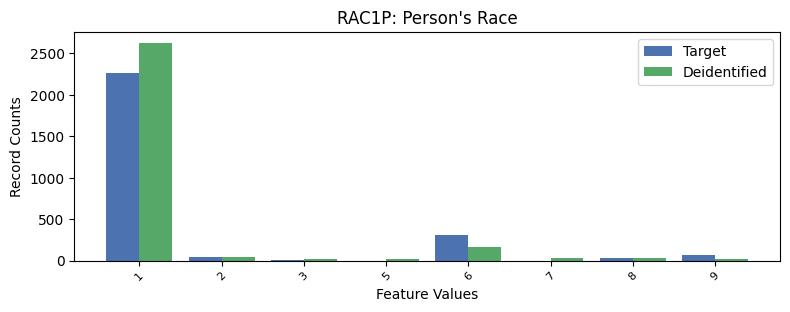 RAC1P: Person's Race
Target
Deidentified
Record Counts
2500
2000
1500
1000
500
0
1 2 3 5 6 7 8 9
Feature Values